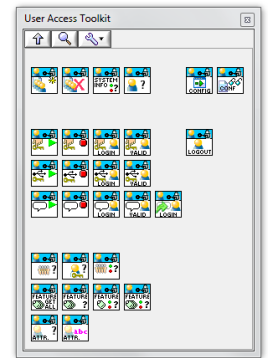 User Access Toolkit
SYSTEM
INFO :?
?
CONFIG
CONF
LOGOUT
LOGIN
VALID
LOGIN
VALID
LOGIN
VALID
LOGIN
?
?
:?
FEATURE
GET
ALL
FEATURE
?
FEATURE
:?
FEATURE
:?
?
ATTR.
abc
ATTR.